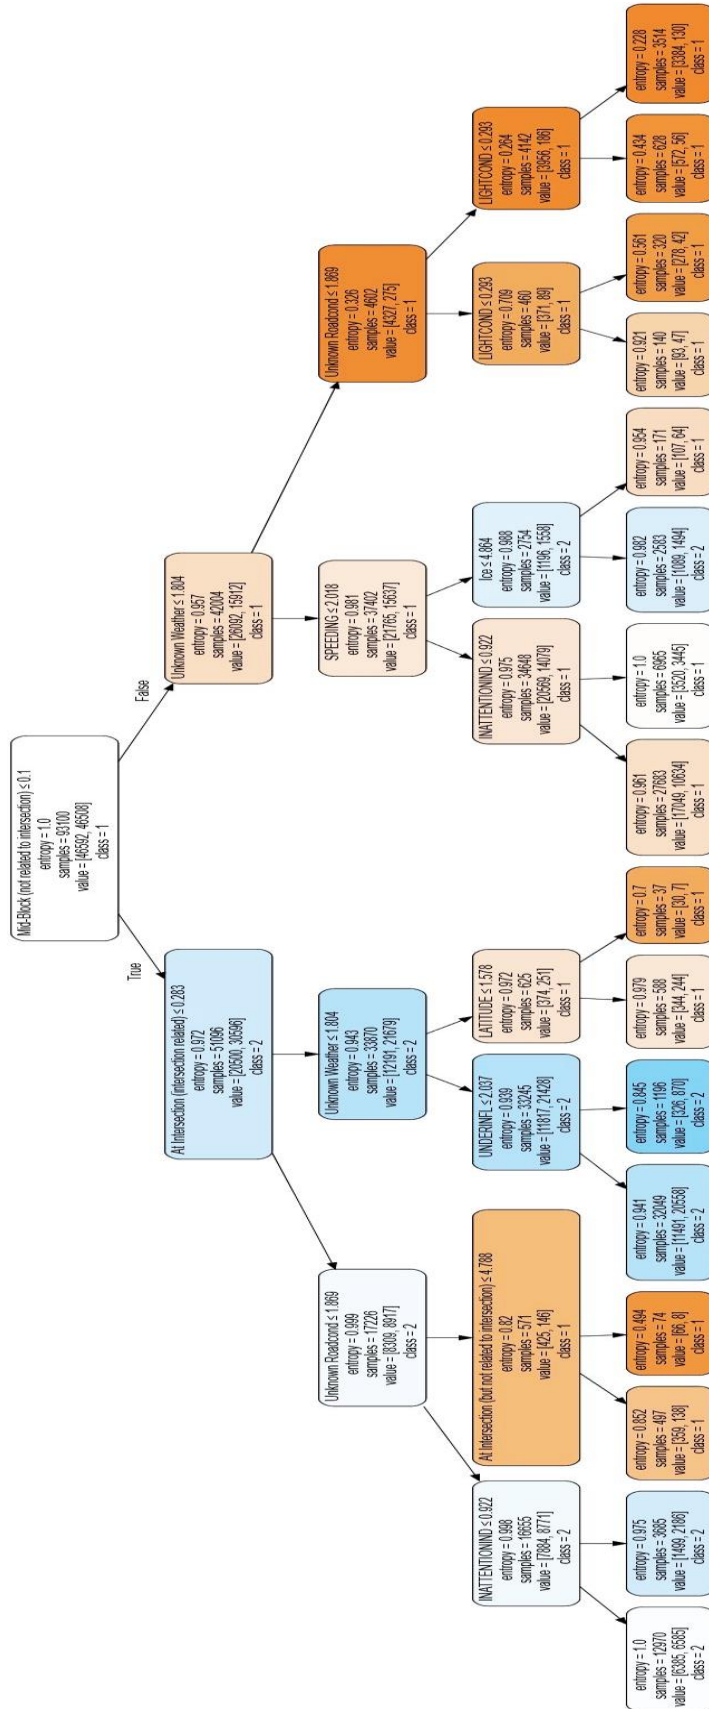 Mid-Block (not related to intersection) ≤ 0.1
entropy = 1.0
samples = 93100
value = [46592, 46508]
class = 1
True
False
At Intersection (intersection related) ≤ 0.283
entropy = 0.972
samples = 51096
value = [20500, 30596]
class = 2
Unknown Weather ≤ 1.804
entropy = 0.957
samples = 42004
value = [26092, 15912]
class = 1
Unknown Roadcond ≤ 1.869
entropy = 0.999
samples = 17226
value = [8309, 8917]
class = 2
Unknown Weather ≤ 1.804
entropy = 0.943
samples = 33870
value = [12191, 21679]
class = 2
SPEEDING ≤ 2.018
entropy = 0.981
samples = 37402
value = [21765, 15637]
class = 1
Unknown Roadcond ≤ 1.869
entropy = 0.326
samples = 4602
value = [4327, 275]
class = 1
INATTENTIONIND ≤ 0.922
entropy = 0.998
samples = 16655
value = [7884, 8771]
class = 2
At Intersection (but not related to intersection) ≤ 4.788
entropy = 0.82
samples = 571
value = [425, 146]
class = 1
UNDERINFL ≤ 2.037
entropy = 0.939
samples = 33245
value = [11817, 21428]
class = 2
LATITUDE ≤ 1.578
entropy = 0.972
samples = 625
value = [374, 251]
class = 1
INATTENTIONIND ≤ 0.922
entropy = 0.975
samples = 34648
value = [20569, 14079]
class = 1
Ice ≤ 4.864
entropy = 0.988
samples = 2754
value = [1196, 1558]
class = 2
LIGHTCOND ≤ 0.293
entropy = 0.709
samples = 460
value = [371, 89]
class = 1
LIGHTCOND ≤ 0.293
entropy = 0.264
samples = 4142
value = [3956, 186]
class = 1
entropy = 1.0
samples = 12970
value = [6385, 6585]
class = 2
entropy = 0.975
samples = 3685
value = [1499, 2186]
class = 2
entropy = 0.852
samples = 497
value = [359, 138]
class = 1
entropy = 0.494
samples = 74
value = [66, 8]
class = 1
entropy = 0.941
samples = 32049
value = [11491, 20558]
class = 2
entropy = 0.845
samples = 1196
value = [326, 870]
class = 2
entropy = 0.979
samples = 588
value = [344, 244]
class = 1
entropy = 0.7
samples = 37
value = [30, 7]
class = 1
entropy = 0.961
samples = 27683
value = [17049, 10634]
class = 1
entropy = 1.0
samples = 6965
value = [3520, 3445]
class = 1
entropy = 0.982
samples = 2583
value = [1089, 1494]
class = 2
entropy = 0.954
samples = 171
value = [107, 64]
class = 1
entropy = 0.921
samples = 140
value = [93, 47]
class = 1
entropy = 0.561
samples = 320
value = [278, 42]
class = 1
entropy = 0.434
samples = 628
value = [572, 56]
class = 1
entropy = 0.228
samples = 3514
value = [3384, 130]
class = 1